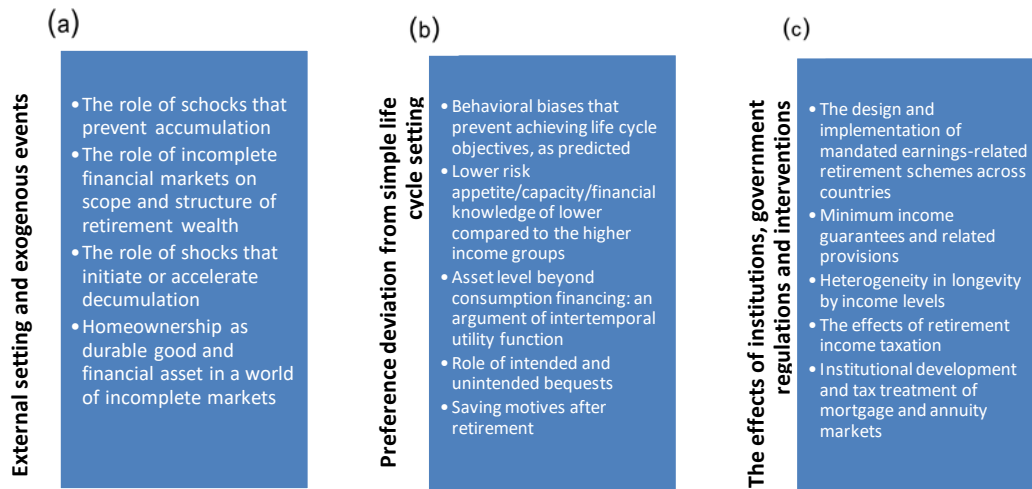 (a)
External setting and exogenous events
•The role of schocks that
prevent accumulation
•The role of incomplete
financial markets on
scope and structure of
retirement wealth
•The role of shocks that
initiate or accelerate
decumulation
•Homeownership as
durable good and
financial asset in a world
of incomplete markets
(b)
Preference deviation from simple life
cycle setting
•Behavioral biases that
prevent achieving life cycle
objectives, as predicted
•Lower risk
appetite/capacity/financial
knowledge of lower
compared to the higher
income groups
•Asset level beyond
consumption financing: an
argument of intertemporal
utility function
•Role of intended and
unintended bequests
•Saving motives after
retirement
(c)
The effects of institutions, government
regulations and interventions
•The design and
implementation of
mandated earnings-related
retirement schemes across
countries
•Minimum income
guarantees and related
provisions
•Heterogeneity in longevity
by income levels
•The effects of retirement
income taxation
•Institutional development
and tax treatment of
mortgage and annuity
markets